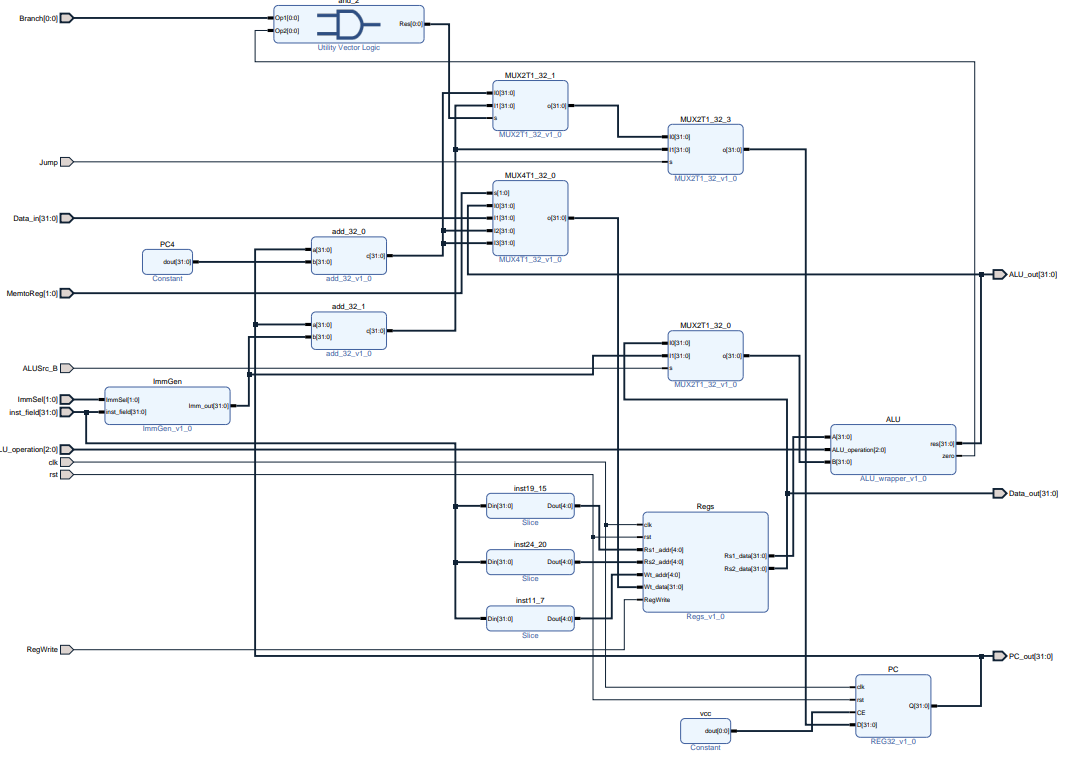 and_2
Branch[0:0]
Op1[0:0]
Op2[0:0]
Res[0:0]
Utility Vector Logic
MUX2T1_32_1
I0[31:0]
I1[31:0]
s
o[31:0]
MUX2T1_32_v1_0
MUX2T1_32_3
I0[31:0]
I1[31:0]
s
o[31:0]
MUX2T1_32_v1_0
Jump
MUX4T1_32_0
s[1:0]
I0[31:0]
I1[31:0]
I2[31:0]
I3[31:0]
o[31:0]
MUX4T1_32_v1_0
Data_in[31:0]
PC4
dout[31:0]
Constant
add_32_0
a[31:0]
b[31:0]
c[31:0]
add_32_v1_0
ALU_out[31:0]
MemtoReg[1:0]
add_32_1
a[31:0]
b[31:0]
c[31:0]
add_32_v1_0
MUX2T1_32_0
I0[31:0]
I1[31:0]
s
o[31:0]
MUX2T1_32_v1_0
ALUSrc_B
ImmGen
ImmSel[1:0]
inst_field[31:0]
ImmSel[1:0]
inst_field[31:0]
Imm_out[31:0]
ImmGen_v1_0
LU_operation[2:0]
clk
rst
ALU
A[31:0]
ALU_operation[2:0]
B[31:0]
res[31:0]
zero
ALU_wrapper_v1_0
Data_out[31:0]
inst19_15
Din[31:0]
Dout[4:0]
Slice
inst24_20
Din[31:0]
Dout[4:0]
Slice
inst11_7
Din[31:0]
Dout[4:0]
Slice
Regs
clk
rst
Rs1_addr[4:0]
Rs2_addr[4:0]
Wt_addr[4:0]
Wt_data[31:0]
RegWrite
Rs1_data[31:0]
Rs2_data[31:0]
Regs_v1_0
RegWrite
PC_out[31:0]
PC
clk
rst
CE
D[31:0]
Q[31:0]
REG32_v1_0
vcc
dout[0:0]
Constant